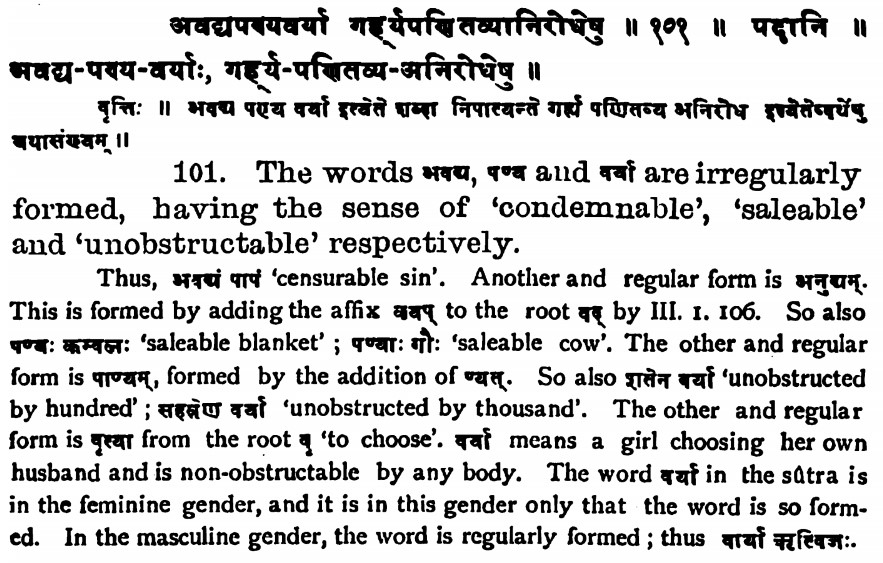 अवद्यपण्यवर्या गर्ह्यपणितव्यानिरोधेषु ॥ १०१ ॥ पदानि ॥
अवद्य-पण्य-वर्याः, गर्ह्य-पणितव्य-अनिरोधेषु ॥
वृत्तिः ॥ अवद्य पण्य वर्या इत्येते शब्दा निपात्यन्ते गर्ह्य पणितव्य अनिरोध इत्येतेष्वर्थेषु
यथासंख्यम् ॥
101. The words अवद्य, पण्य and वर्या are irregularly
formed, having the sense of ‘condemnable’, ‘saleable’
and ‘unobstructable’ respectively.
Thus, अवद्यं पापं ‘censurable sin’. Another and regular form is अनुद्यम्.
This is formed by adding the affix क्यप् to the root वद् by III. 1. 106. So also
पण्यः कम्बलः ‘saleable blanket’ ; पण्याः गौः ‘saleable cow’. The other and regular
form is पाण्यम्, formed by the addition of ण्यत्. So also शतेन वर्या ‘unobstructed
by hundred’ ; सहस्रेण वर्या ‘unobstructed by thousand’. The other and regular
form is वृत्या from the root वृ ‘to choose’. वर्या means a girl choosing her own
husband and is non-obstructable by any body. The word वर्या in the sûtra is
in the feminine gender, and it is in this gender only that the word is so form-
ed. In the masculine gender, the word is regularly formed ; thus वार्या ऋत्विजः.